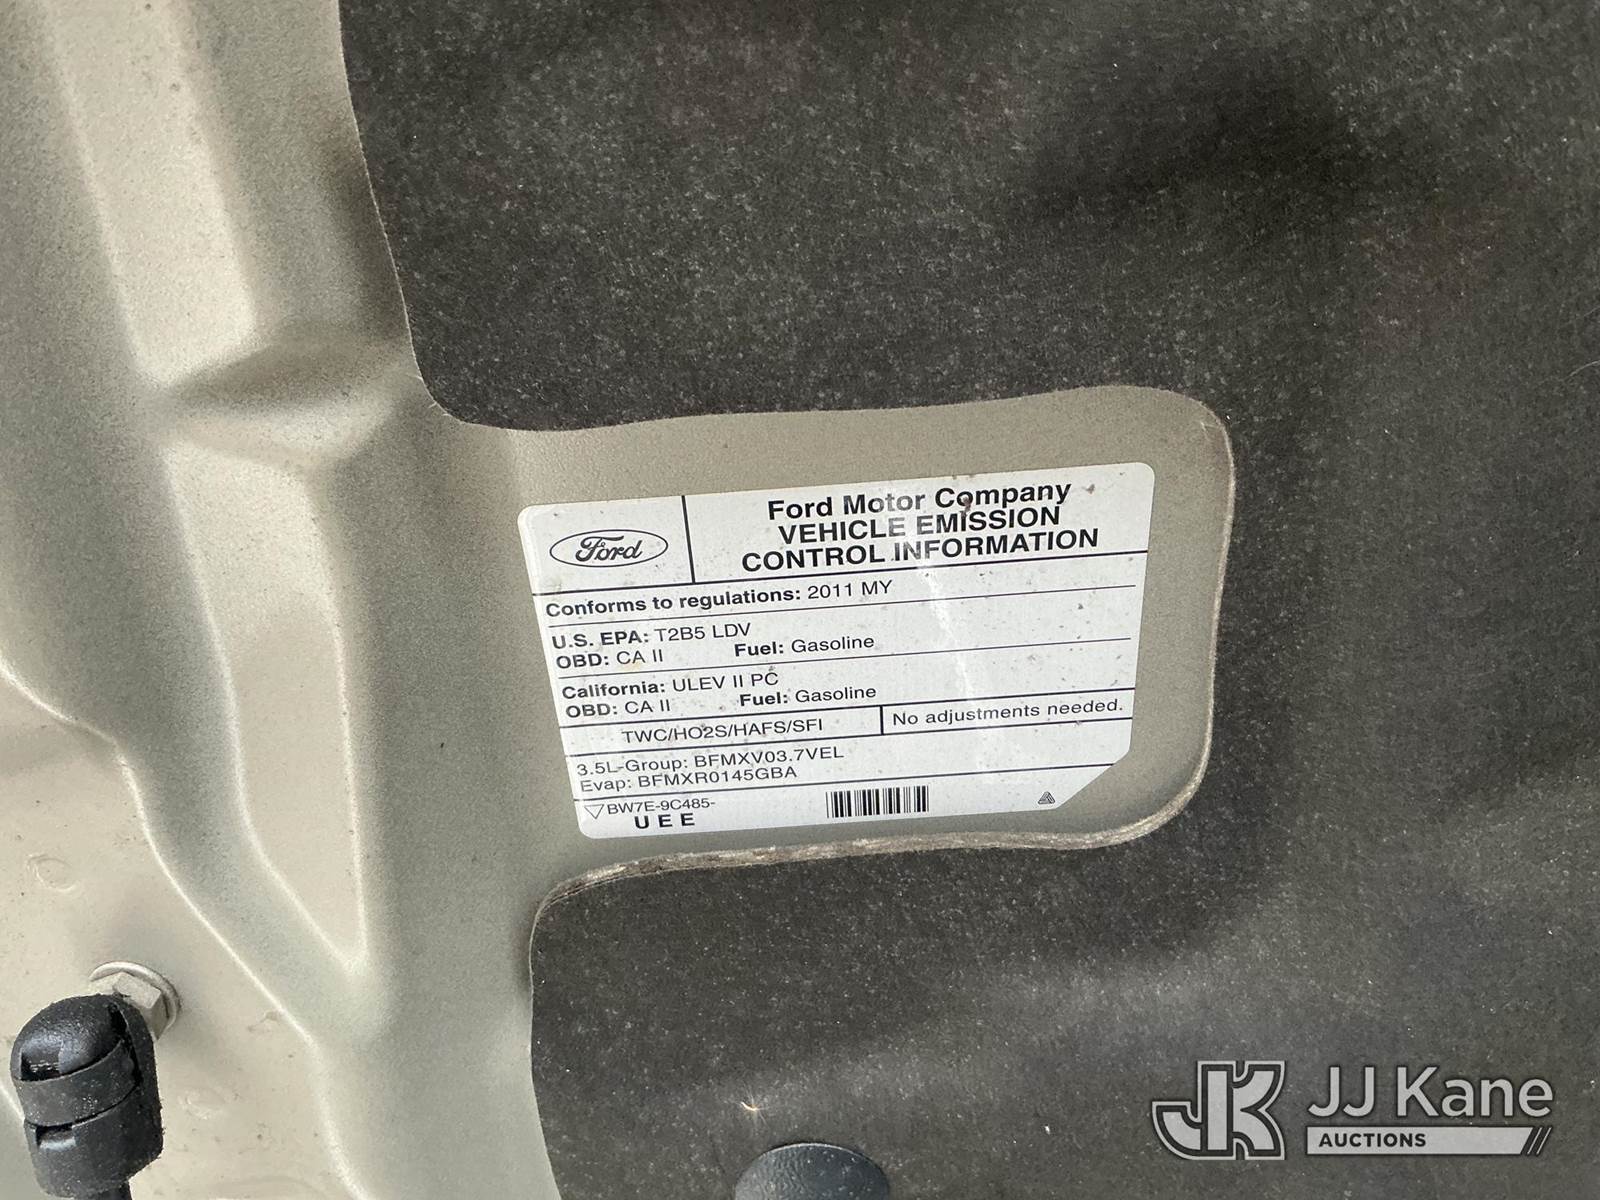 Ford
Ford Motor Company
VEHICLE EMISSION
CONTROL INFORMATION
Conforms to regulations: 2011 MY
U.S. EPA: T2B5 LDV
OBD: CA II Fuel: Gasoline
California: ULEV II PC
OBD: CA II Fuel: Gasoline
TWC/HO2S/HAFS/SFI No adjustments needed.
3.5L-Group: BFMXV03.7VEL
Evap: BFMXR0145GBA
BW7E-9C485-
UEE
JK JJ Kane
AUCTIONS